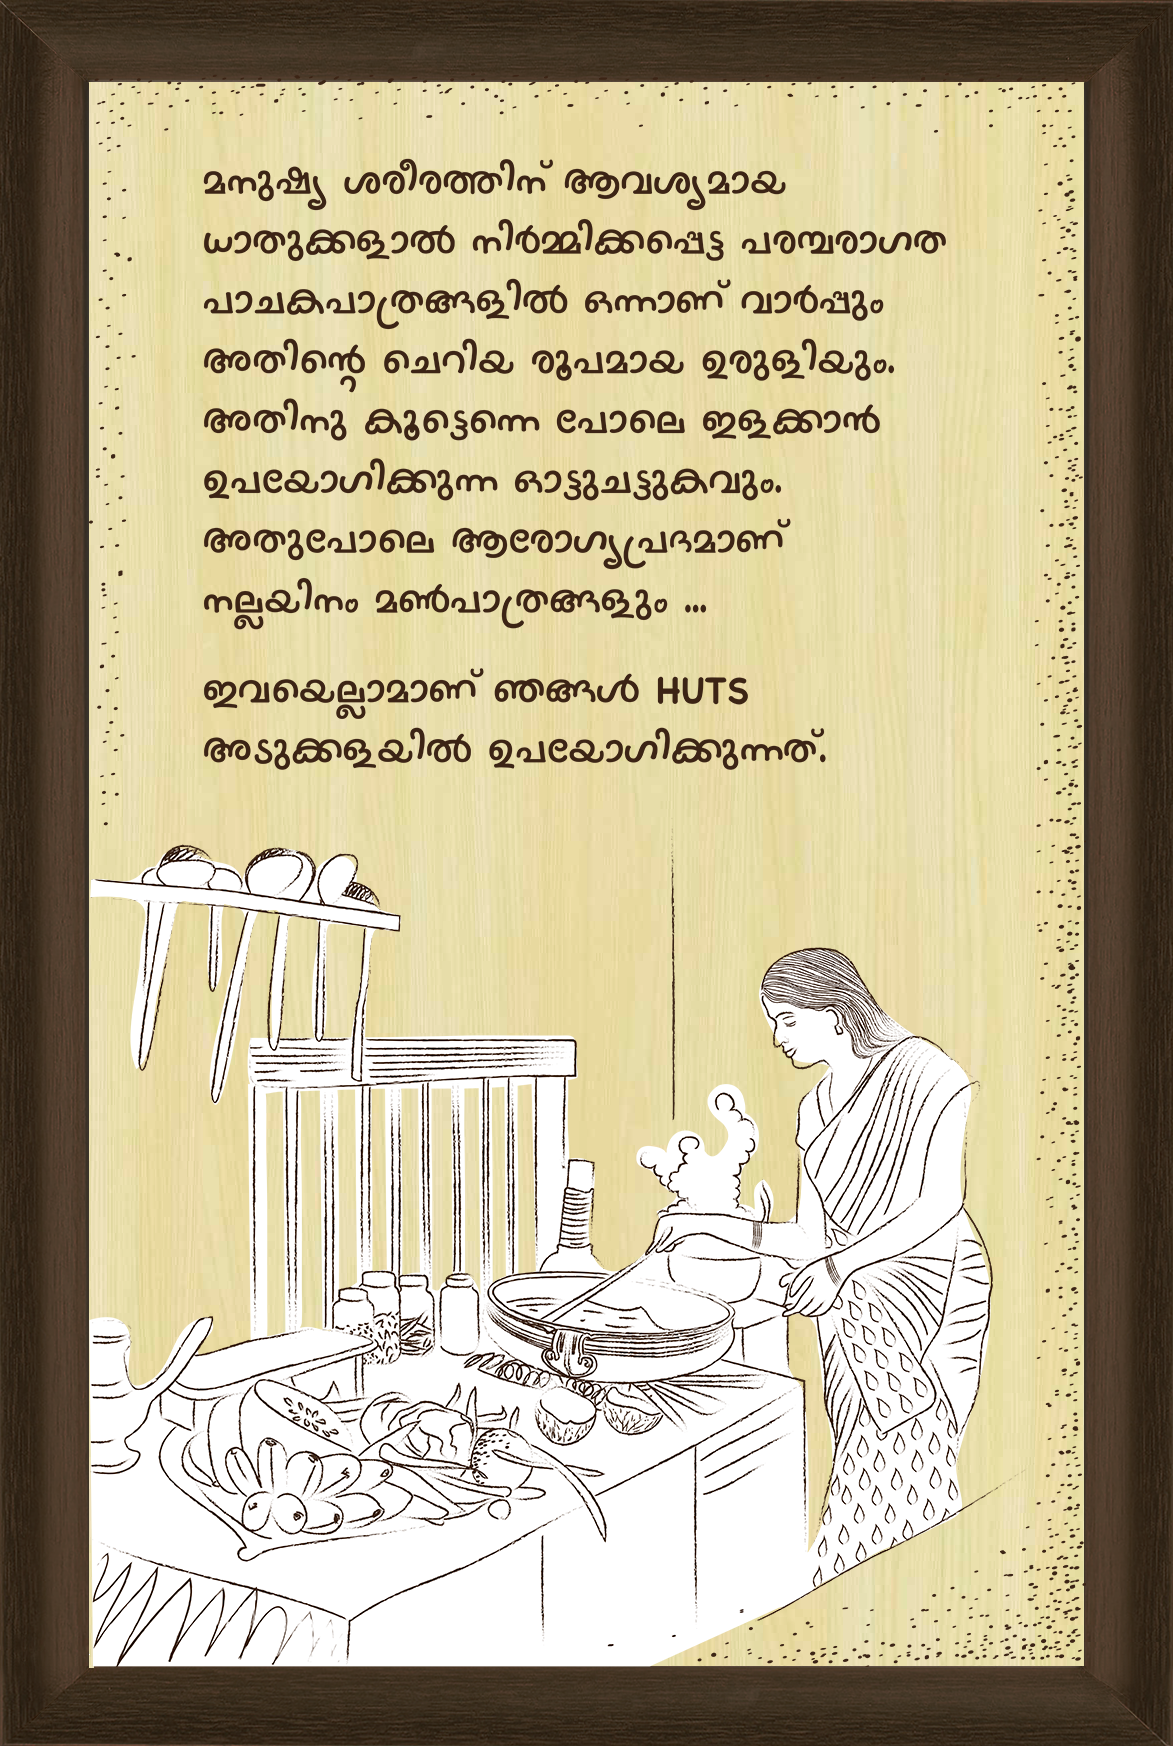 മനുഷ്യ ശരീരത്തിന് ആവശ്യമായ
ധാതുക്കളാൽ നിർമ്മിക്കപ്പെട്ട പരമ്പരാഗത
പാചകപാത്രങ്ങളിൽ ഒന്നാണ് വാർപ്പും
അതിന്റെ ചെറിയ രൂപമായ ഉരുളിയും.
അതിനു കൂട്ടെന്നെ പോലെ ഇളക്കാൻ
ഉപയോഗിക്കുന്ന ഓട്ടുചട്ടുകവും.
അതുപോലെ ആരോഗ്യപ്രദമാണ്
നല്ലയിനം മൺപാത്രങ്ങളും ...
ഇവയെല്ലാമാണ് ഞങ്ങൾ HUTS
അടുക്കളയിൽ ഉപയോഗിക്കുന്നത്.